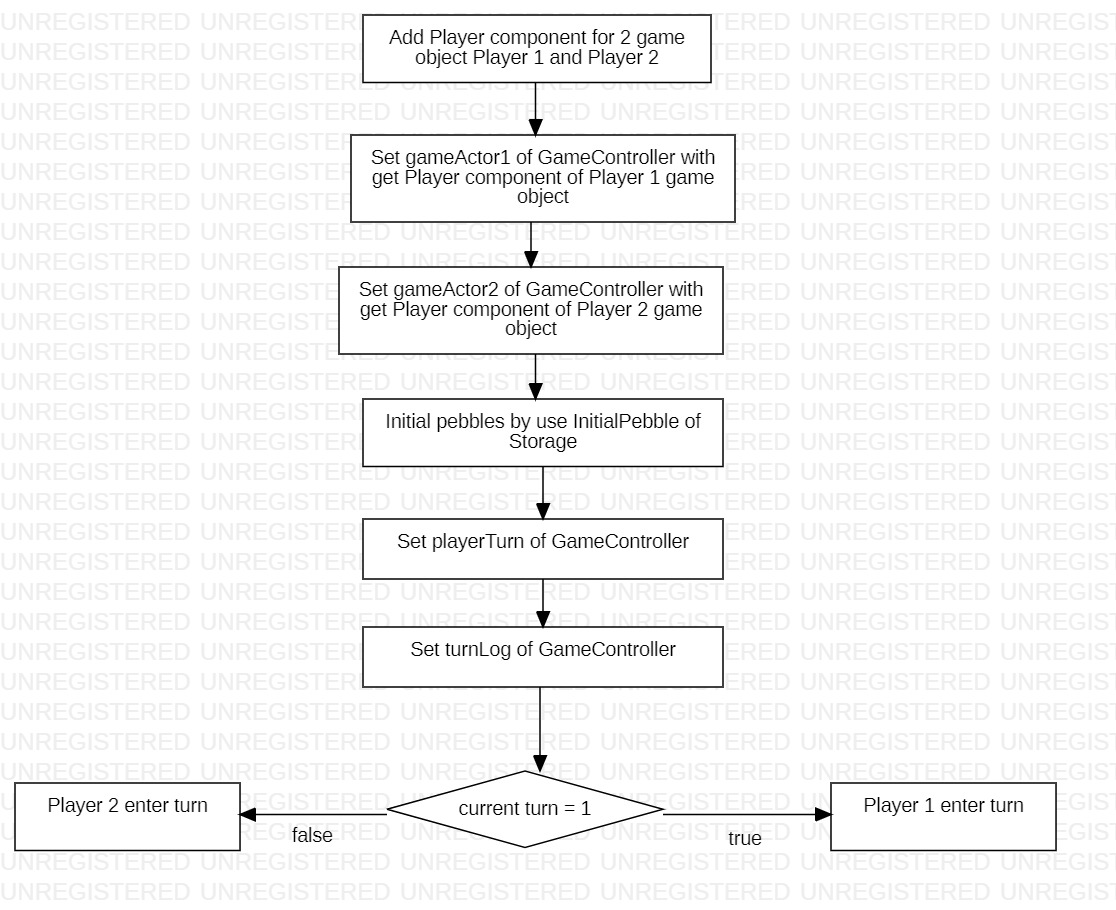 Add Player component for 2 game
object Player 1 and Player 2
Set gameActor1 of GameController with
get Player component of Player 1 game
object
Set gameActor2 of GameController with
get Player component of Player 2 game
object
Initial pebbles by use InitialPebble of
Storage
Set playerTurn of GameController
Set turnLog of GameController
current turn = 1
Player 2 enter turn
false
Player 1 enter turn
true
UNREGISTERED